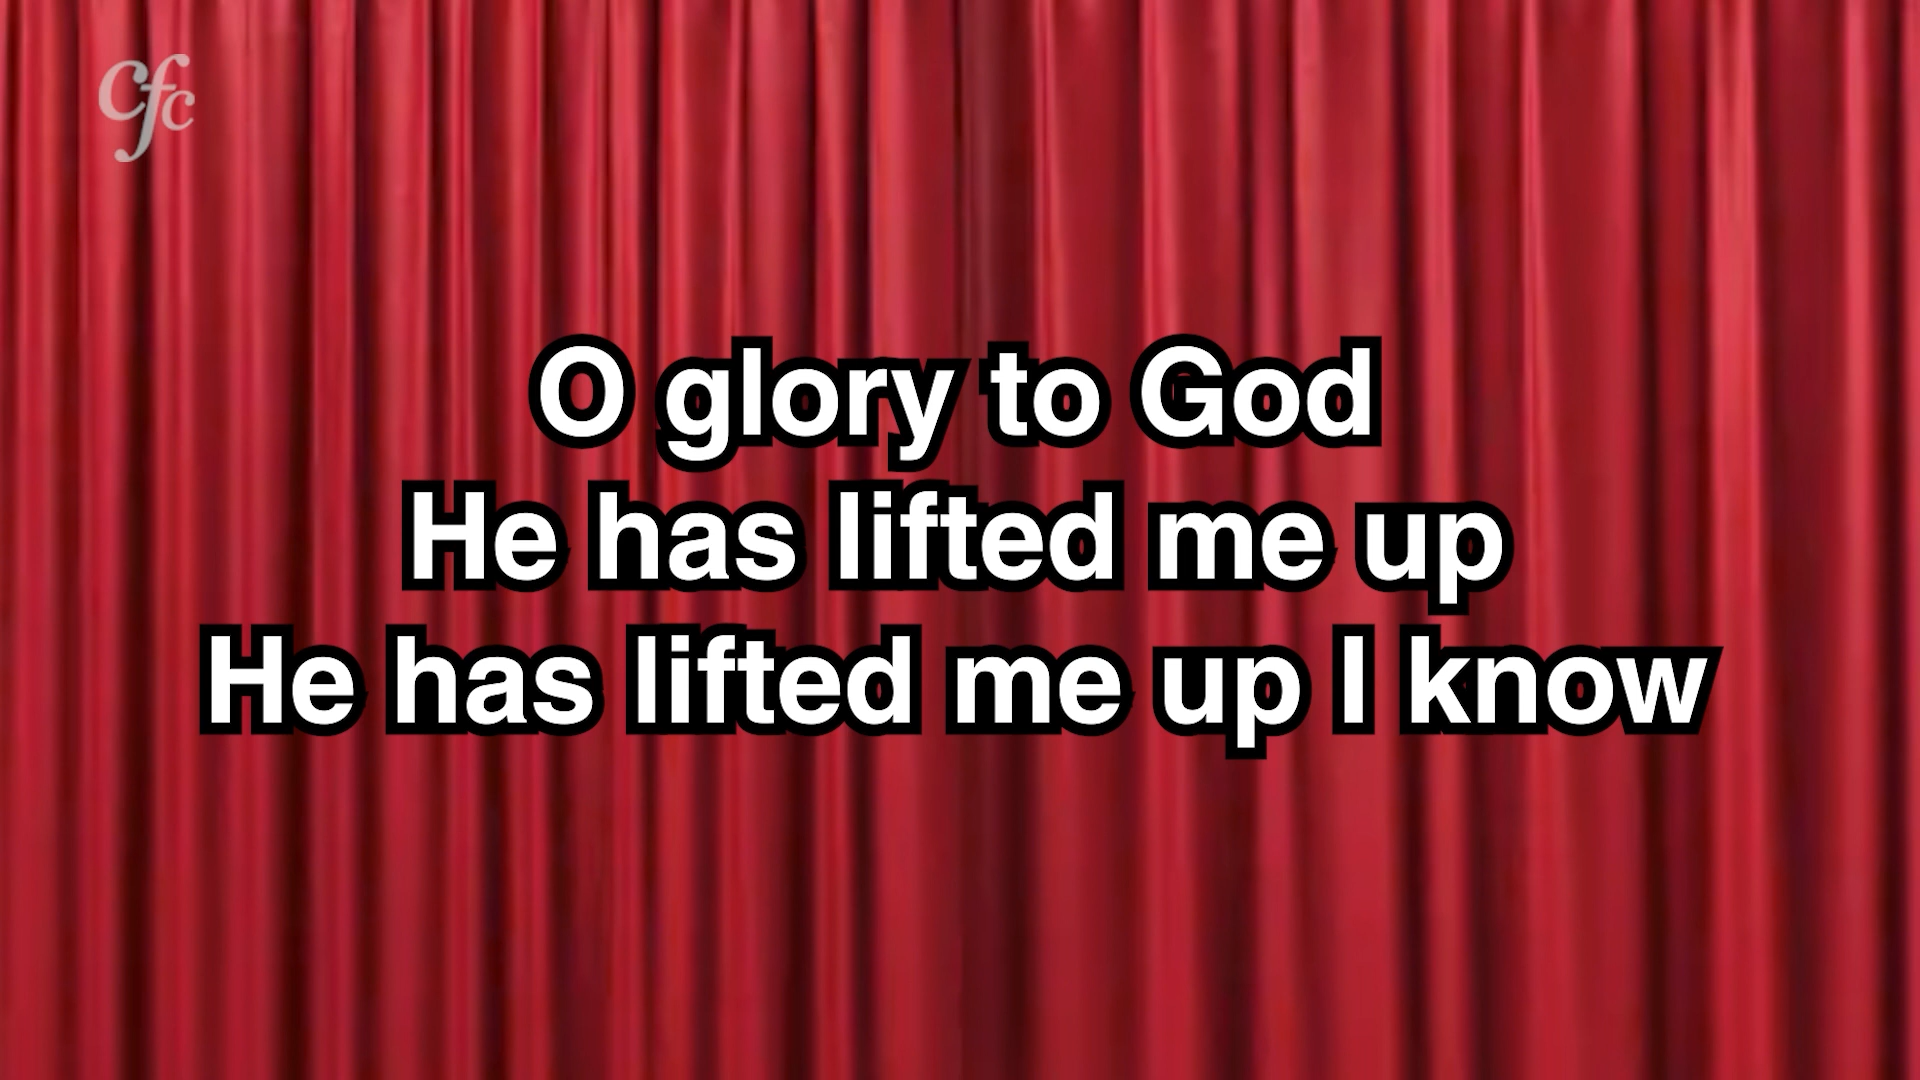 cfc
O glory to God
He has lifted me up
He has lifted me up I know